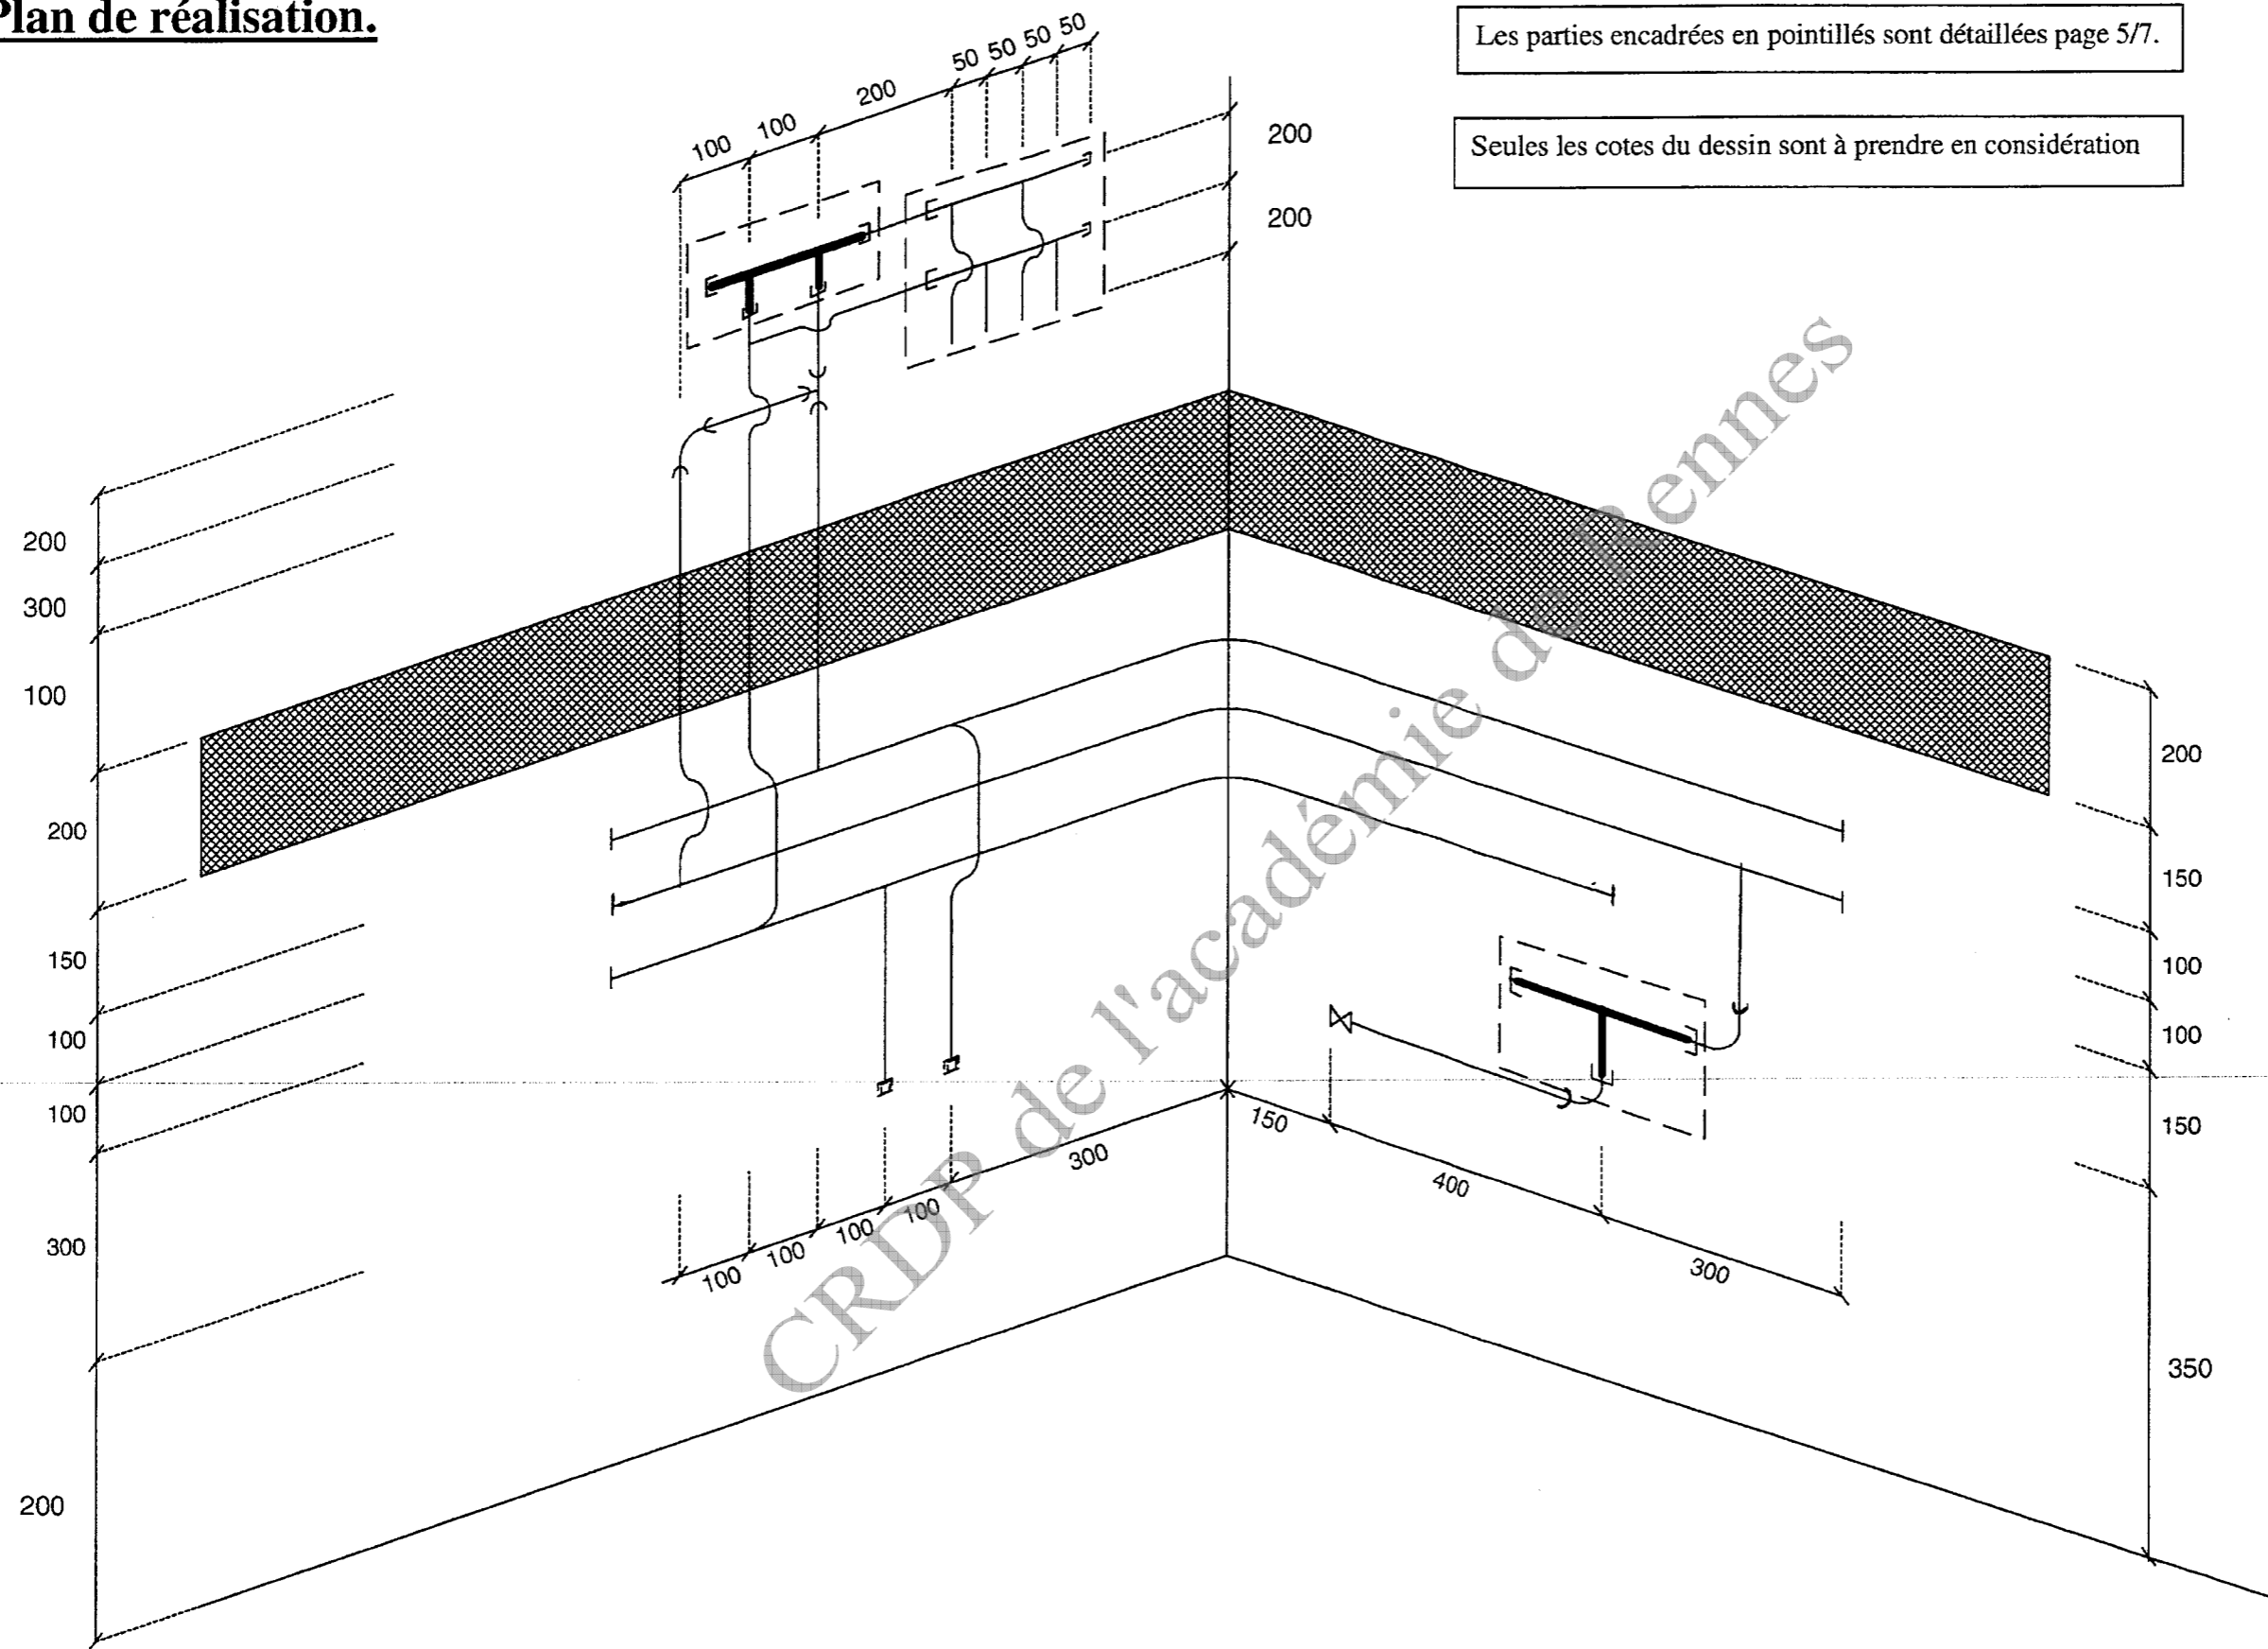 Plan de réalisation.
Les parties encadrées en pointillés sont détaillées page 5/7.
Seules les cotes du dessin sont à prendre en considération
100 100 200 50 50 50 50
200
200
200
300
100
200
150
100
100
300
200
200
150
100
100
150
350
100 100 100 100 300
150 400 300
CRDP de l'académie de Rennes